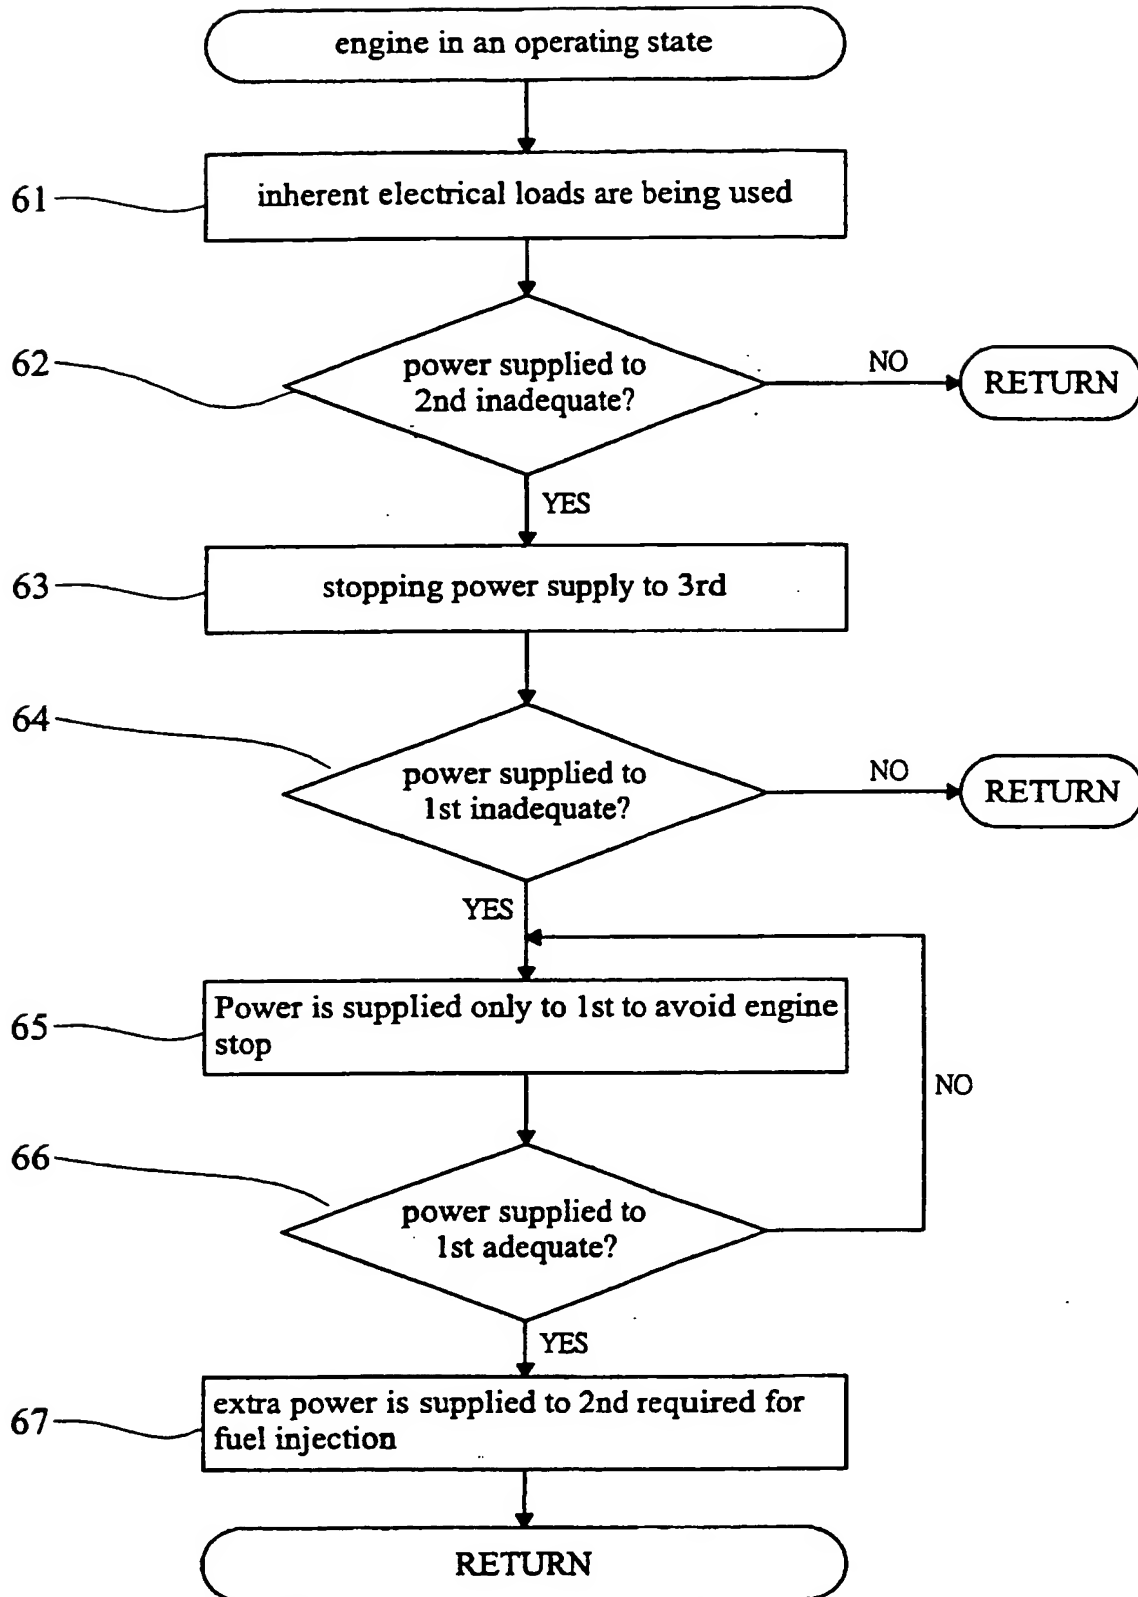 engine in an operating state
61
inherent electrical loads are being used
62
power supplied to
2nd inadequate?
NO
RETURN
YES
63
stopping power supply to 3rd
64
power supplied to
1st inadequate?
NO
RETURN
YES
65
Power is supplied only to 1st to avoid engine
stop
NO
66
power supplied to
1st adequate?
YES
67
extra power is supplied to 2nd required for
fuel injection
RETURN